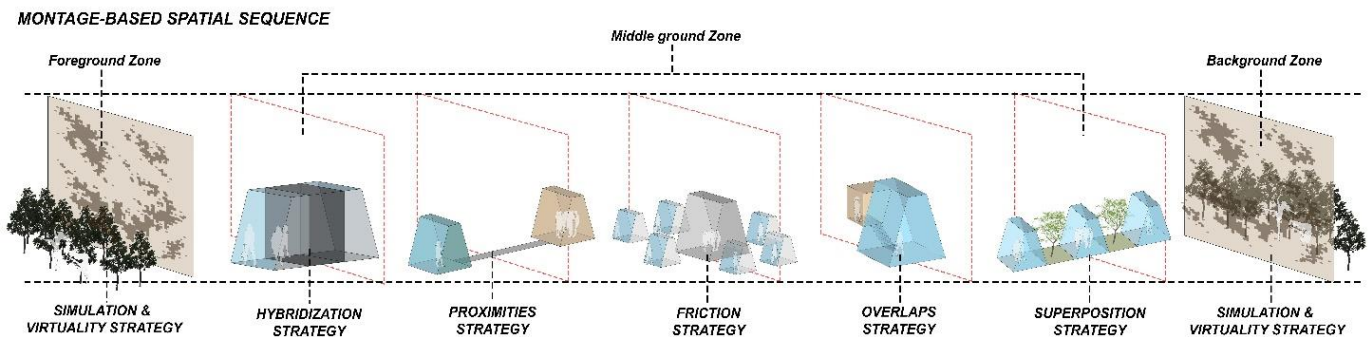 MONTAGE-BASED SPATIAL SEQUENCE
Middle ground Zone
Foreground Zone
Background Zone
SIMULATION &
VIRTUALITY STRATEGY
HYBRIDIZATION
STRATEGY
PROXIMITIES
STRATEGY
FRICTION
STRATEGY
OVERLAPS
STRATEGY
SUPERPOSITION
STRATEGY
SIMULATION &
VIRTUALITY STRATEGY